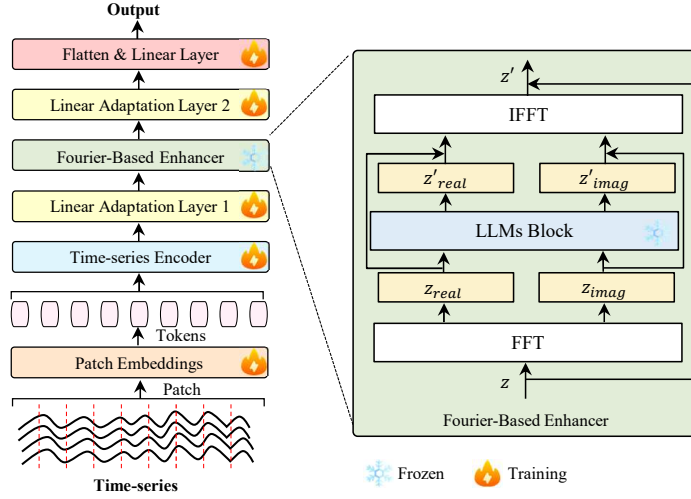 Output
Flatten & Linear Layer
Linear Adaptation Layer 2
Fourier-Based Enhancer
Linear Adaptation Layer 1
Time-series Encoder
Tokens
Patch Embeddings
Patch
Time-series
z′
IFFT
z′real
z′imag
LLMs Block
zreal
zimag
FFT
z
Fourier-Based Enhancer
Frozen
Training